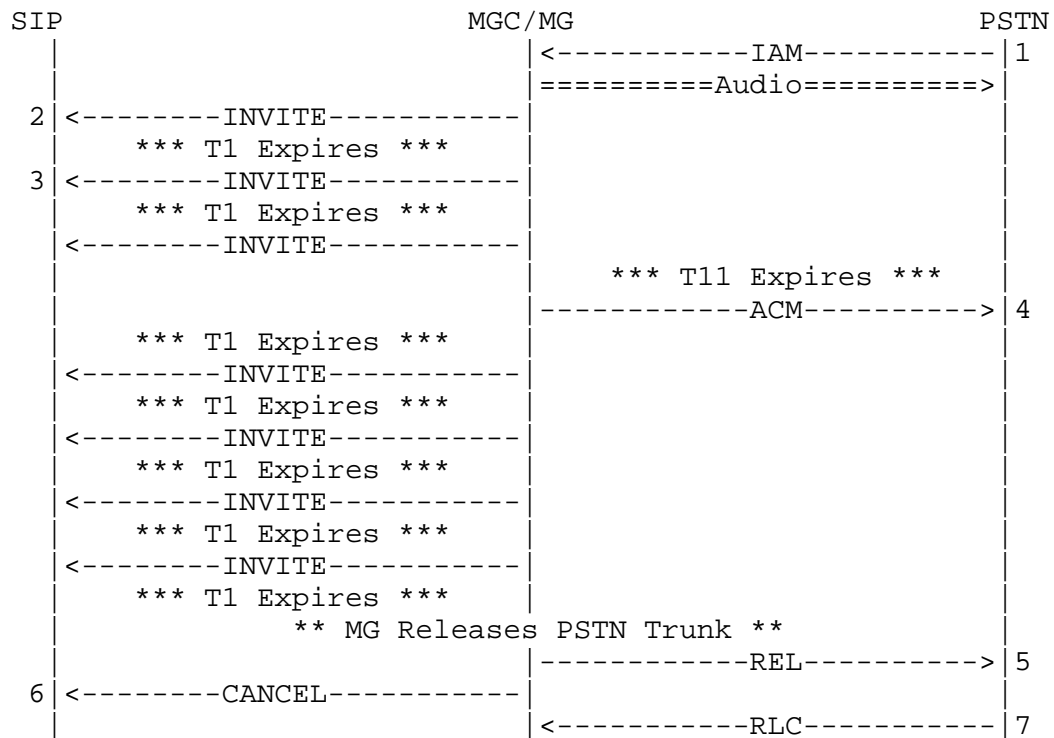 SIP                       MGC/MG                       PSTN
  |                          |<-----------IAM-----------|1
  |                          |==========Audio==========>|
 2|<--------INVITE-----------|                          |
  |    *** T1 Expires ***    |                          |
 3|<--------INVITE-----------|                          |
  |    *** T1 Expires ***    |                          |
  |<--------INVITE-----------|                          |
  |                          |    *** T11 Expires ***   |
  |                          |------------ACM---------->|4
  |    *** T1 Expires ***    |                          |
  |<--------INVITE-----------|                          |
  |    *** T1 Expires ***    |                          |
  |<--------INVITE-----------|                          |
  |    *** T1 Expires ***    |                          |
  |<--------INVITE-----------|                          |
  |    *** T1 Expires ***    |                          |
  |<--------INVITE-----------|                          |
  |    *** T1 Expires ***    |                          |
  |             ** MG Releases PSTN Trunk **            |
  |                          |------------REL---------->|5
 6|<--------CANCEL-----------|                          |
  |                          |<-----------RLC-----------|7